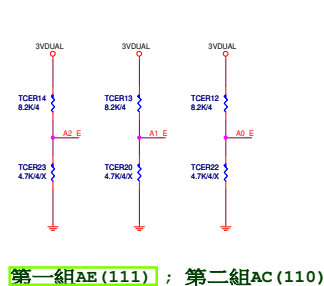 3VDUAL 3VDUAL 3VDUAL
TCER14 TCER13 TCER12
8.2K/4 8.2K/4 8.2K/4
A2_E A1_E A0_E
TCER23 TCER20 TCER22
4.7K/4/X 4.7K/4/X 4.7K/4/X
第一組AE(111) ; 第二組AC(110)